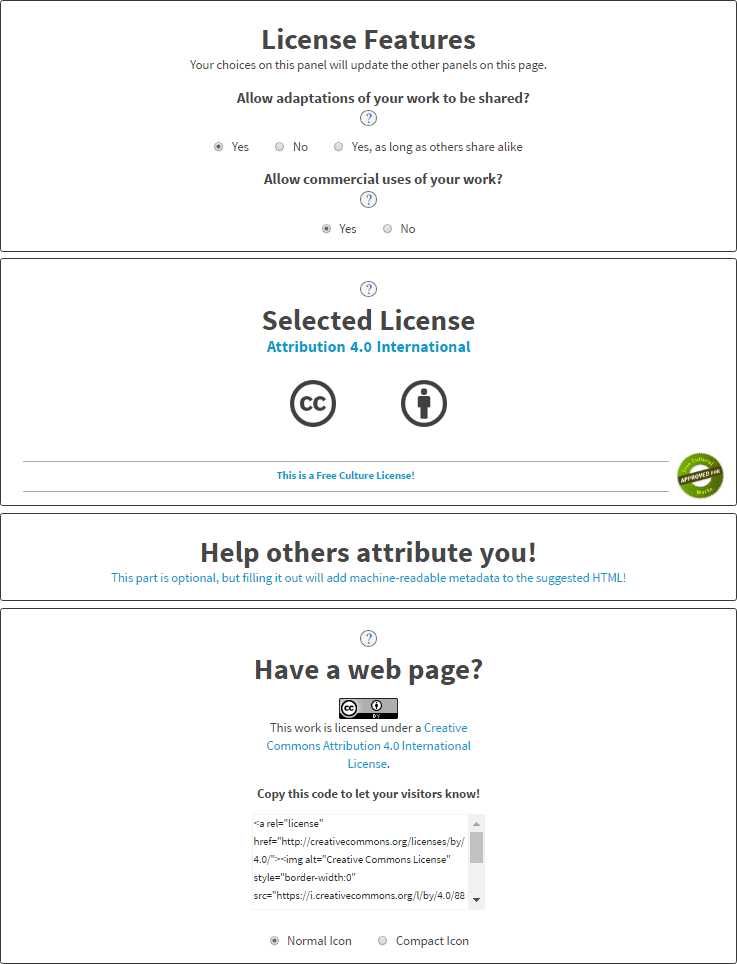 License Features
Your choices on this panel will update the other panels on this page.
Allow adaptations of your work to be shared?
?
Yes No Yes, as long as others share alike
Allow commercial uses of your work?
?
Yes No
?
Selected License
Attribution 4.0 International
cc
This is a Free Culture License!
Free Cultural
APPROVED FOR
Works
Help others attribute you!
This part is optional, but filling it out will add machine-readable metadata to the suggested HTML!
?
Have a web page?
cc
BY
This work is licensed under a Creative
Commons Attribution 4.0 International
License.
Copy this code to let your visitors know!
<a rel="license"
href="http://creativecommons.org/licenses/by/
4.0/"><img alt="Creative Commons License"
style="border-width:0"
src="https://i.creativecommons.org/l/by/4.0/88
Normal Icon Compact Icon